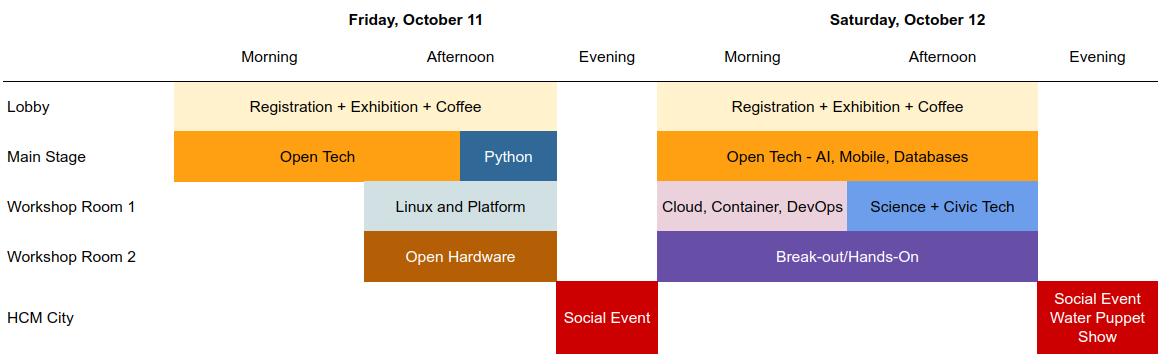 Friday, October 11 Saturday, October 12
Morning Afternoon Evening Morning Afternoon Evening
Lobby Registration + Exhibition + Coffee Registration + Exhibition + Coffee
Main Stage Open Tech Python Open Tech - AI, Mobile, Databases
Workshop Room 1 Linux and Platform Cloud, Container, DevOps Science + Civic Tech
Workshop Room 2 Open Hardware Break-out/Hands-On
HCM City Social Event Social Event
Water Puppet
Show